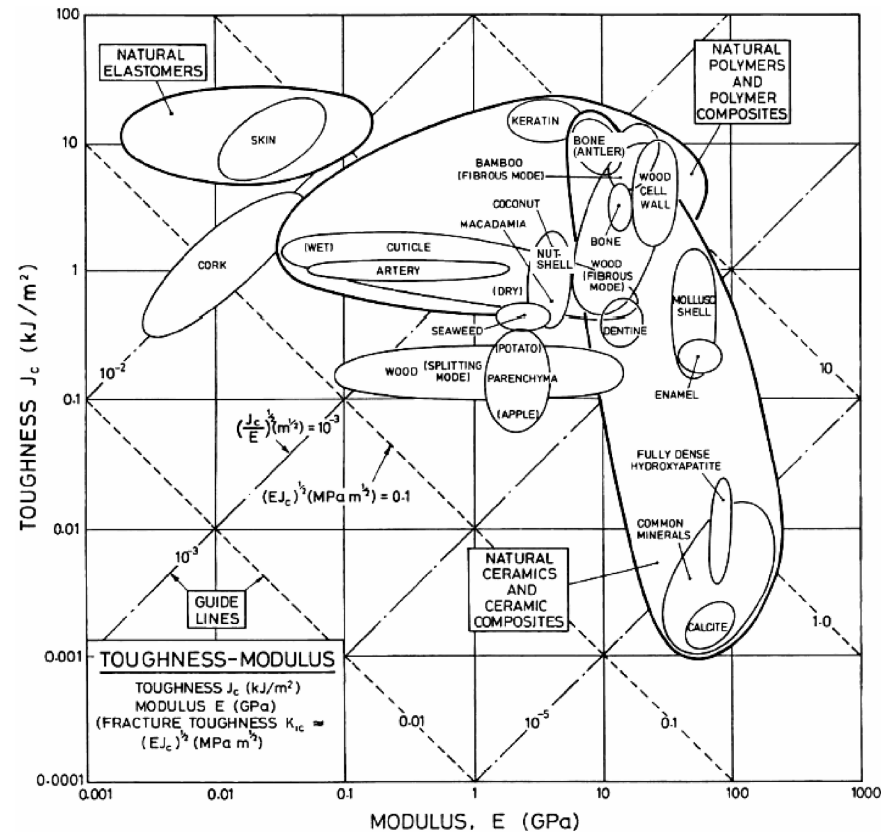 100
10
1
0.1
0.01
0.001
0.0001
TOUGHNESS Jc (kJ/m²)
NATURAL
ELASTOMERS
SKIN
CORK
KERATIN
NATURAL
POLYMERS
AND
POLYMER
COMPOSITES
BONE
(ANTLER)
BAMBOO
(FIBROUS MODE)
WOOD
CELL
WALL
COCONUT
MACADAMIA
BONE
(WET) CUTICLE
ARTERY
(DRY)
NUT-
SHELL
WOOD
(FIBROUS
MODE)
MOLLUSC
SHELL
SEAWEED
DENTINE
ENAMEL
WOOD (SPLITTING
MODE)
(POTATO)
PARENCHYMA
(APPLE)
10⁻²
10
(Jc/E)^½ (m^½) = 10⁻³
(EJc)^½ (MPa m^½) = 0.1
FULLY DENSE
HYDROXYAPATITE
COMMON
MINERALS
CALCITE
10⁻³
GUIDE
LINES
NATURAL
CERAMICS
AND
CERAMIC
COMPOSITES
1.0
0.01
10⁻⁵
0.1
TOUGHNESS-MODULUS
TOUGHNESS Jc (kJ/m²)
MODULUS E (GPa)
(FRACTURE TOUGHNESS K_IC ≈
(EJc)^½ (MPa m^½)
0.001
0.01
0.1
1
10
100
1000
MODULUS, E (GPa)